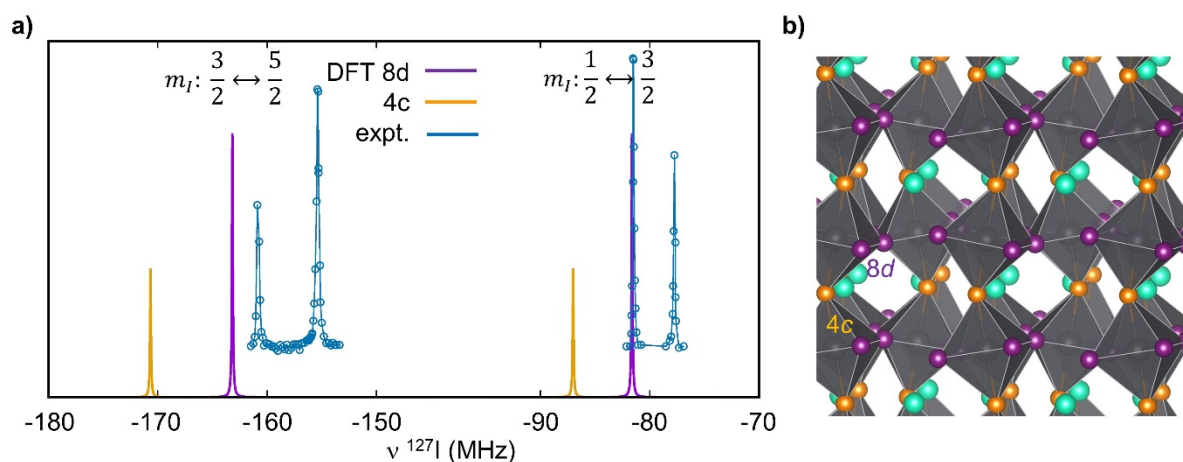 a)
b)
m_I: 3/2 ↔ 5/2
m_I: 1/2 ↔ 3/2
DFT 8d
4c
expt.
-180
-170
-160
-150
-90
-80
-70
ν ¹²⁷I (MHz)
8d
4c